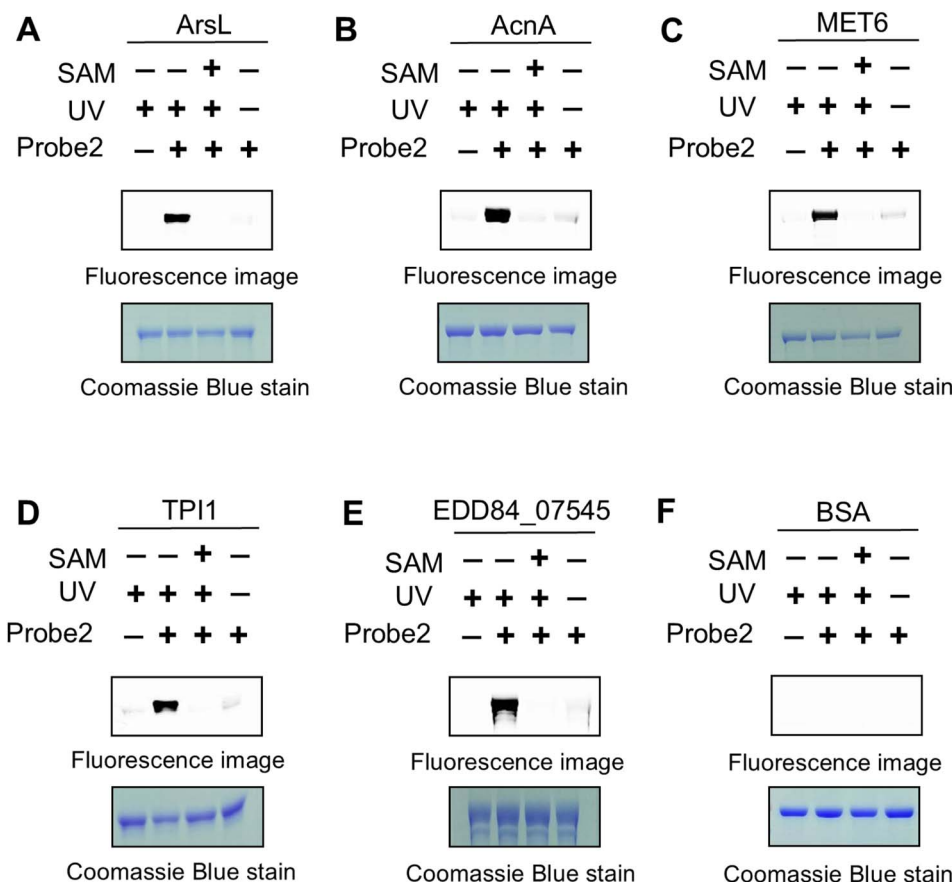 A ArsL
SAM − − + −
UV + + + −
Probe2 − + + +
Fluorescence image
Coomassie Blue stain
B AcnA
SAM − − + −
UV + + + −
Probe2 − + + +
Fluorescence image
Coomassie Blue stain
C MET6
SAM − − + −
UV + + + −
Probe2 − + + +
Fluorescence image
Coomassie Blue stain
D TPI1
SAM − − + −
UV + + + −
Probe2 − + + +
Fluorescence image
Coomassie Blue stain
E EDD84_07545
SAM − − + −
UV + + + −
Probe2 − + + +
Fluorescence image
Coomassie Blue stain
F BSA
SAM − − + −
UV + + + −
Probe2 − + + +
Fluorescence image
Coomassie Blue stain